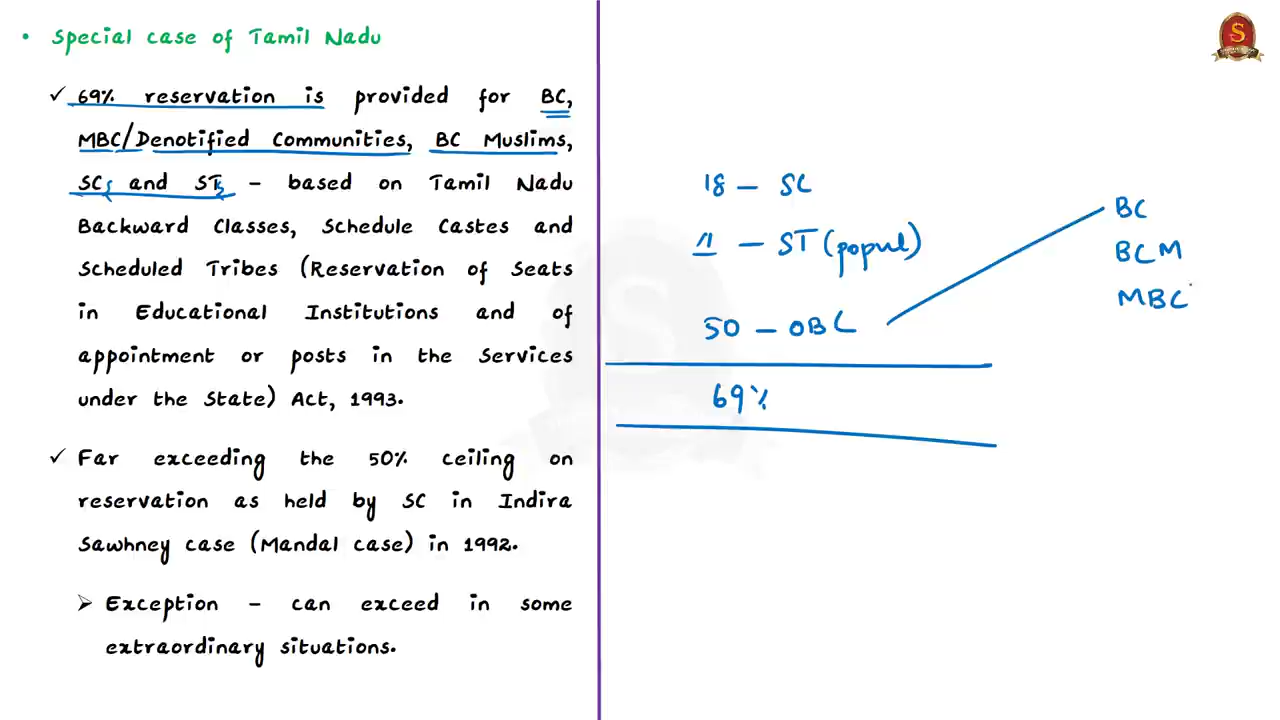 • Special case of Tamil Nadu
✓ 69% reservation is provided for BC,
MBC/Denotified Communities, BC Muslims,
SCs and STs – based on Tamil Nadu
Backward Classes, Schedule Castes and
Scheduled Tribes (Reservation of Seats
in Educational Institutions and of
appointment or posts in the Services
under the State) Act, 1993.
✓ Far exceeding the 50% ceiling on
reservation as held by SC in Indira
Sawhney case (Mandal case) in 1992.
➤ Exception – can exceed in some
extraordinary situations.
18 – SC
– ST (popul)
50 – OBC
69%
BC
BCM
MBC
S
S